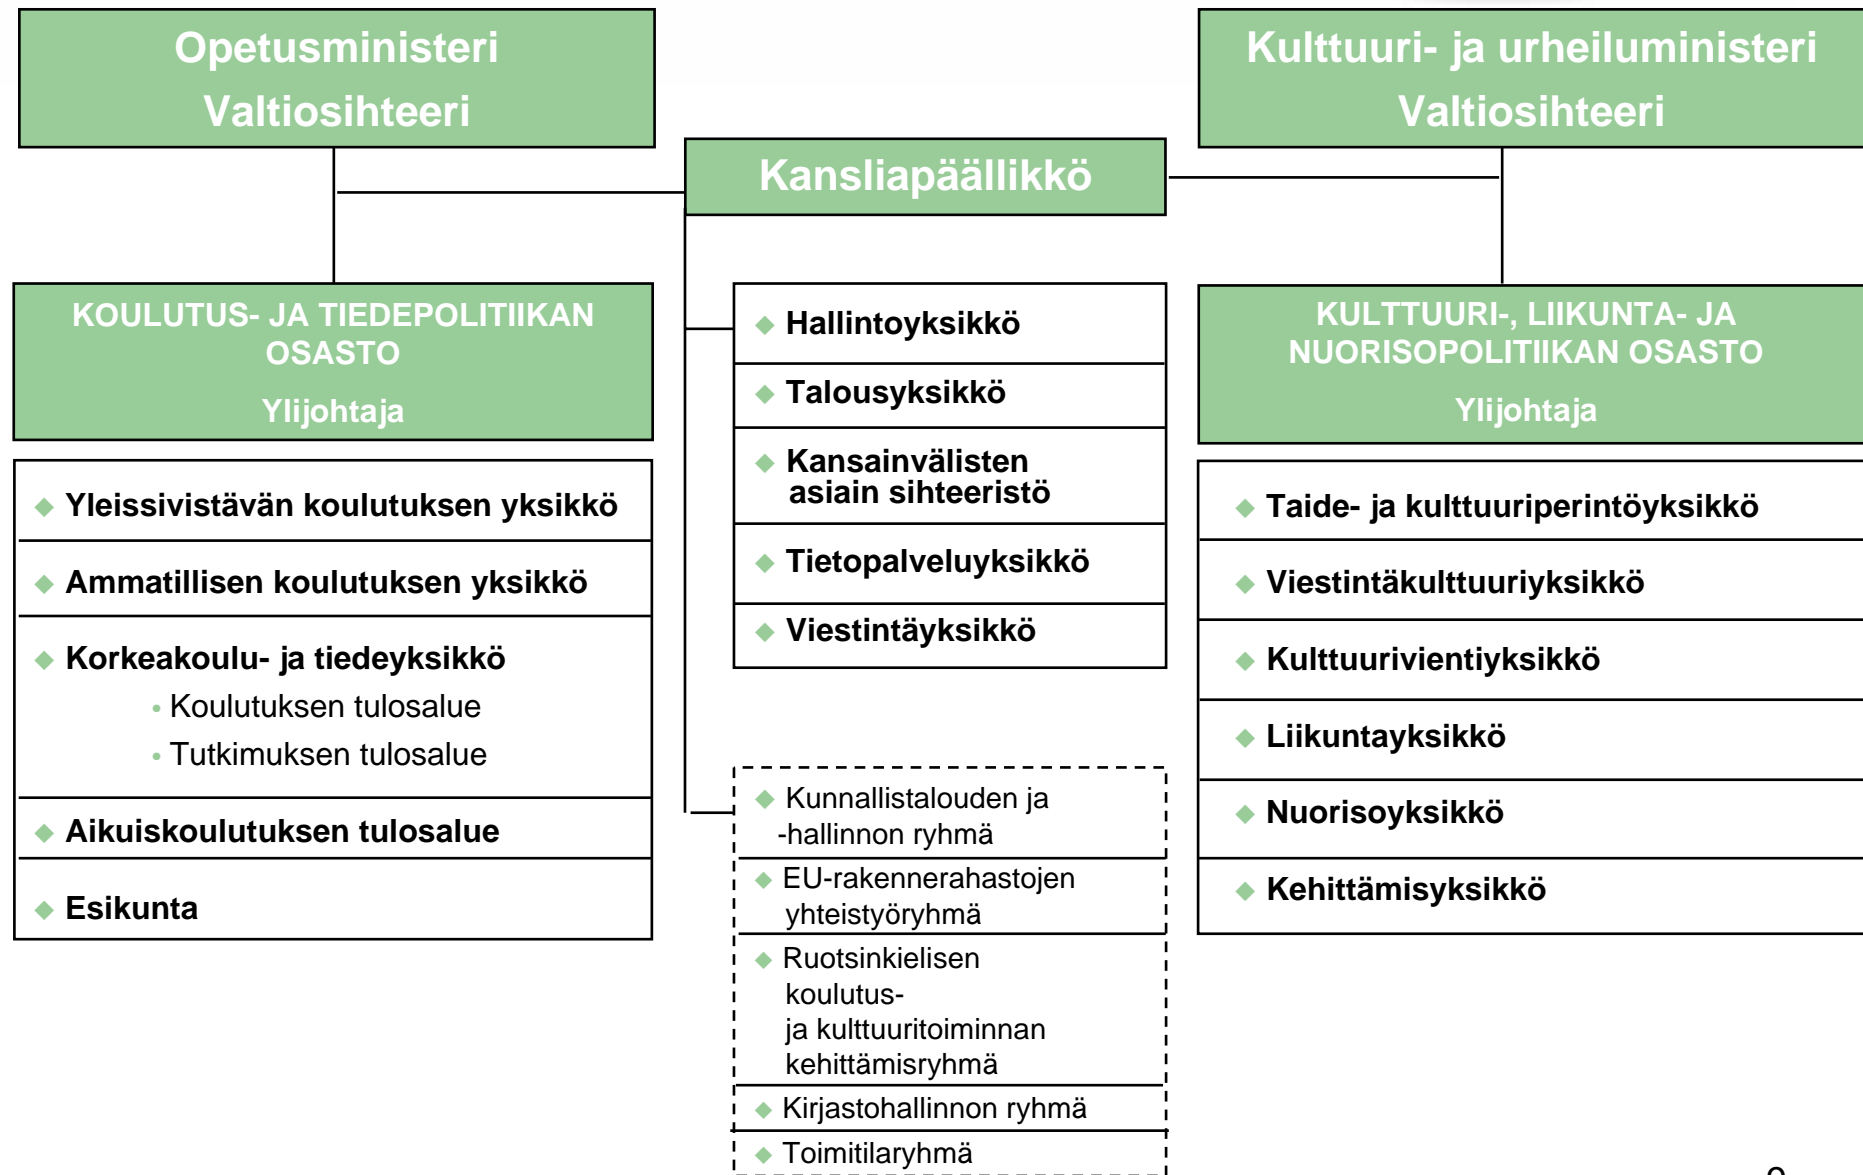 Opetusministeri
Valtiosihteeri
Kulttuuri- ja urheiluministeri
Valtiosihteeri
Kansliapäällikkö
KOULUTUS- JA TIEDEPOLITIIKAN
OSASTO
Ylijohtaja
Yleissivistävän koulutuksen yksikkö
Ammatillisen koulutuksen yksikkö
Korkeakoulu- ja tiedeyksikkö
Koulutuksen tulosalue
Tutkimuksen tulosalue
Aikuiskoulutuksen tulosalue
Esikunta
Hallintoyksikkö
Talousyksikkö
Kansainvälisten
asiain sihteeristö
Tietopalveluyksikkö
Viestintäyksikkö
Kunnallistalouden ja
-hallinnon ryhmä
EU-rakennerahastojen
yhteistyöryhmä
Ruotsinkielisen
koulutus-
ja kulttuuritoiminnan
kehittämisryhmä
Kirjastohallinnon ryhmä
Toimitilaryhmä
KULTTUURI-, LIIKUNTA- JA
NUORISOPOLITIIKAN OSASTO
Ylijohtaja
Taide- ja kulttuuriperintöyksikkö
Viestintäkulttuuriyksikkö
Kulttuurivientiyksikkö
Liikuntayksikkö
Nuorisoyksikkö
Kehittämisyksikkö